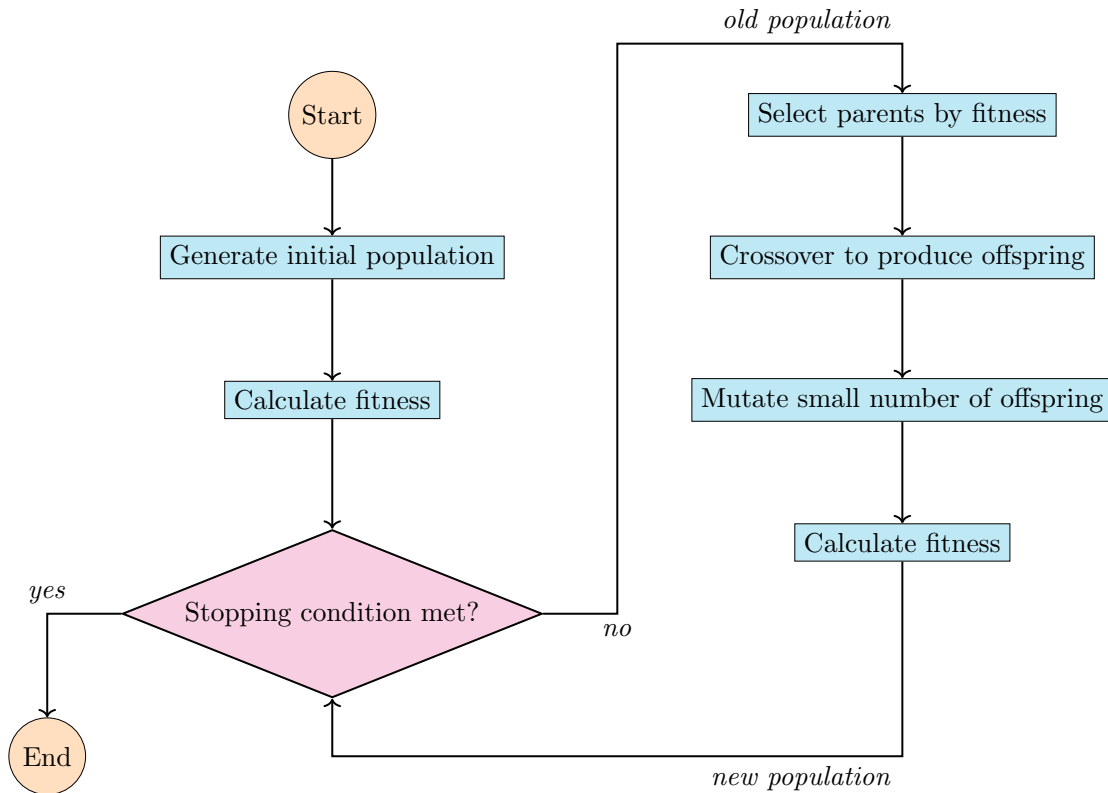 old population
Start
Select parents by fitness
Generate initial population
Crossover to produce offspring
Calculate fitness
Mutate small number of offspring
Calculate fitness
yes
Stopping condition met?
no
End
new population